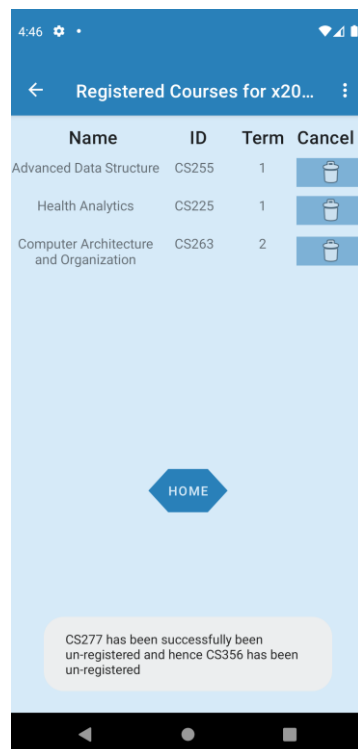 4:46
Registered Courses for x20...
Name ID Term Cancel
Advanced Data Structure CS255 1
Health Analytics CS225 1
Computer Architecture CS263 2
and Organization
HOME
CS277 has been successfully been
un-registered and hence CS356 has been
un-registered